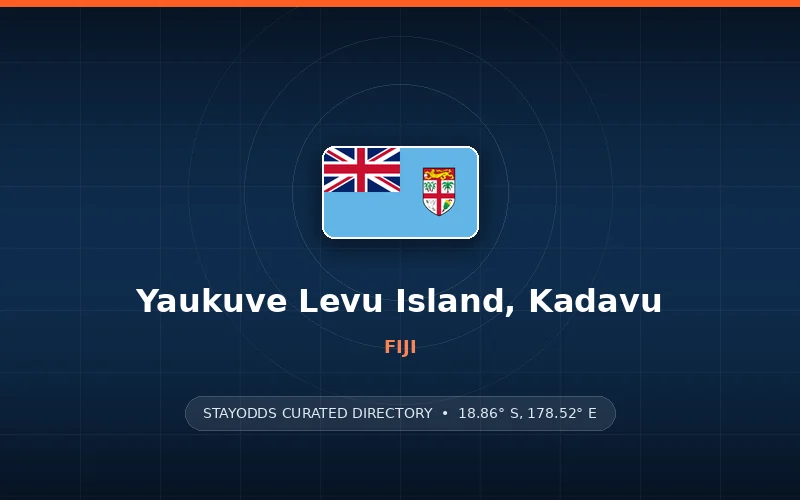 Yaukuve Levu Island, Kadavu
FIJI
STAYODDS CURATED DIRECTORY • 18.86° S, 178.52° E